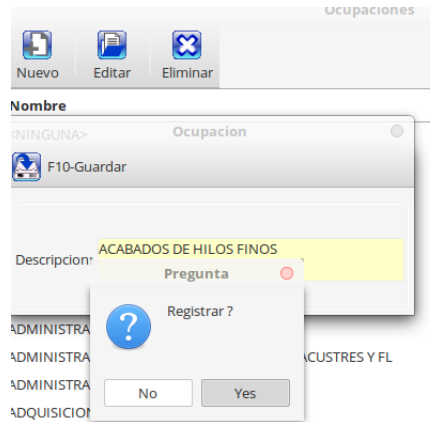 Ocupaciones
Nuevo Editar Eliminar
Nombre
<NINGUNA> Ocupacion
F10-Guardar
Descripcion: ACABADOS DE HILOS FINOS
Pregunta
Registrar ?
ADMINISTRA
ADMINISTRA ACUSTRES Y FL
ADMINISTRA
No Yes
ADQUISICION